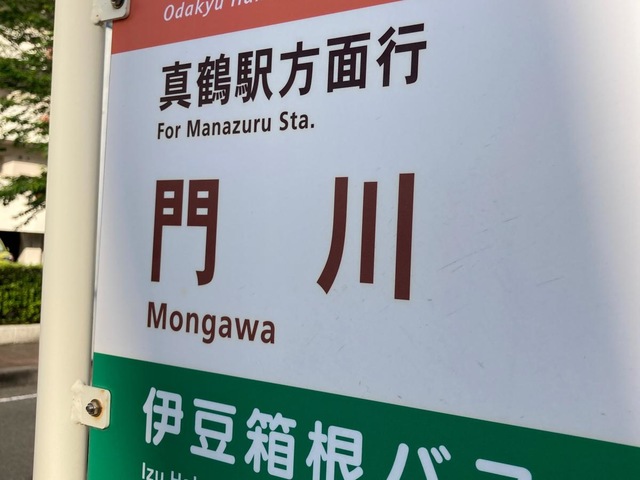 Odakyu
真鶴駅方面行
For Manazuru Sta.
門川
Mongawa
伊豆箱根バス
Izu